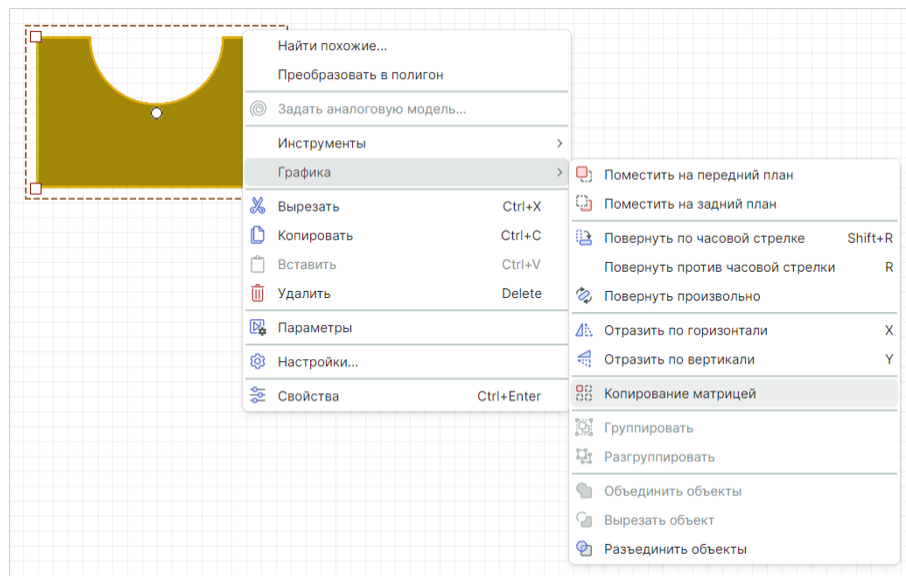 Найти похожие...
Преобразовать в полигон
Задать аналоговую модель...
Инструменты
Графика
Вырезать Ctrl+X
Копировать Ctrl+C
Вставить Ctrl+V
Удалить Delete
Параметры
Настройки...
Свойства Ctrl+Enter
Поместить на передний план
Поместить на задний план
Повернуть по часовой стрелке Shift+R
Повернуть против часовой стрелки R
Повернуть произвольно
Отразить по горизонтали X
Отразить по вертикали Y
Копирование матрицей
Группировать
Разгруппировать
Объединить объекты
Вырезать объект
Разъединить объекты